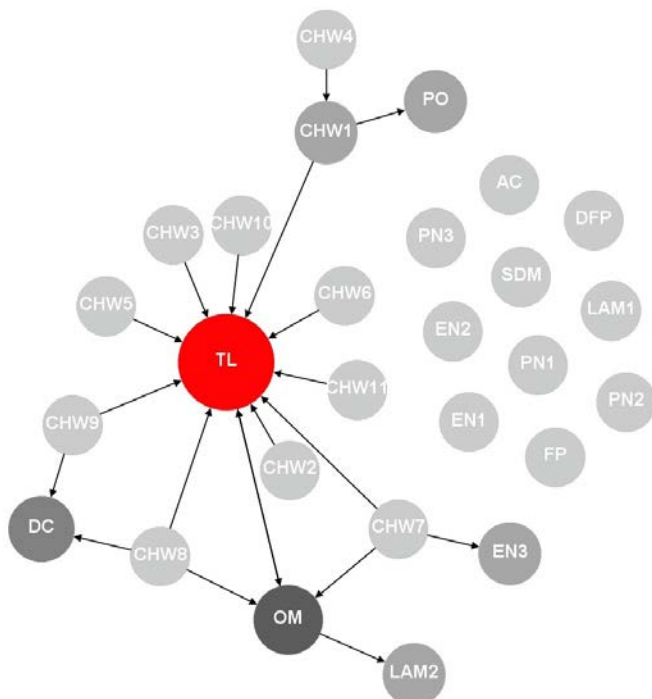 CHW4
PO
CHW1
AC
DFP
CHW3
CHW10
PN3
SDM
CHW5
CHW6
LAM1
EN2
TL
PN1
CHW11
PN2
CHW9
EN1
FP
CHW2
DC
CHW8
CHW7
EN3
OM
LAM2